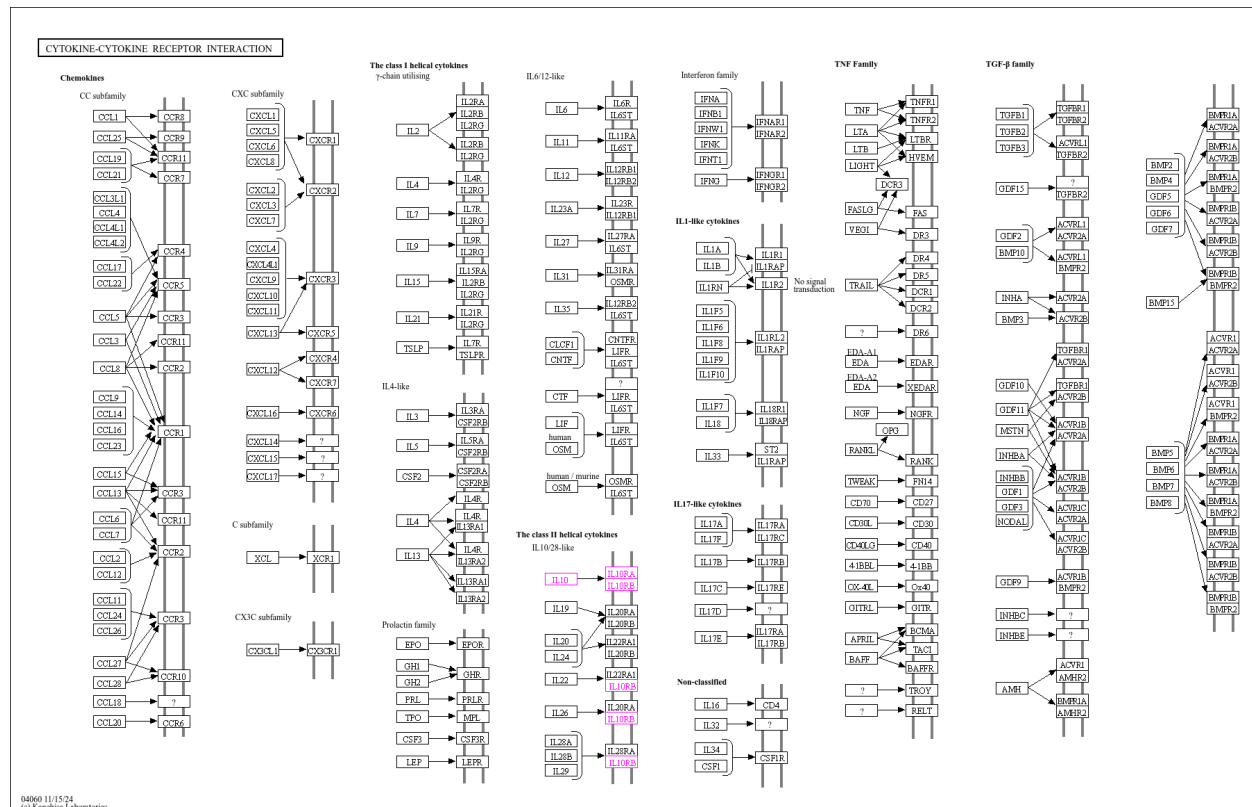 CYTOKINE-CYTOKINE RECEPTOR INTERACTION
Chemokines
CC subfamily
CCL1
CCL25
CCL19
CCL21
CCL3L1
CCL4
CCL4L1
CCL4L2
CCL17
CCL22
CCL5
CCL3
CCL8
CCL9
CCL14
CCL16
CCL23
CCL15
CCL13
CCL6
CCL7
CCL2
CCL12
CCL11
CCL24
CCL26
CCL27
CCL28
CCL18
CCL20
CCR8
CCR9
CCR11
CCR7
CCR4
CCR5
CCR3
CCR11
CCR2
CCR1
CCR3
CCR11
CCR2
CCR3
CCR10
?
CCR6
CXC subfamily
CXCL1
CXCL5
CXCL6
CXCL8
CXCL2
CXCL3
CXCL7
CXCL4
CXCL4L1
CXCL9
CXCL10
CXCL11
CXCL13
CXCL12
CXCL16
CXCL14
CXCL15
CXCL17
CXCR1
CXCR2
CXCR3
CXCR5
CXCR4
CXCR7
CXCR6
?
?
?
C subfamily
XCL
XCR1
CX3C subfamily
CX3CL1
CX3CR1
The class I helical cytokines
γ-chain utilising
IL2
IL4
IL7
IL9
IL15
IL21
TSLP
IL2RA
IL2RB
IL2RG
IL2RB
IL2RG
IL4R
IL2RG
IL7R
IL2RG
IL9R
IL2RG
IL15RA
IL2RB
IL2RG
IL21R
IL2RG
IL7R
TSLPR
IL4-like
IL3
IL5
CSF2
IL4
IL13
IL3RA
CSF2RB
IL5RA
CSF2RB
CSF2RA
CSF2RB
IL4R
IL4R
IL13RA1
IL4R
IL13RA2
IL13RA1
IL13RA2
Prolactin family
EPO
GH1
GH2
PRL
TPO
CSF3
LEP
EPOR
GHR
PRLR
MPL
CSF3R
LEPR
IL6/12-like
IL6
IL11
IL12
IL23A
IL27
IL31
IL35
CLCF1
CNTF
CTF
LIF
human
OSM
human / murine
OSM
IL6R
IL6ST
IL11RA
IL6ST
IL12RB1
IL12RB2
IL23R
IL12RB1
IL27RA
IL6ST
IL31RA
OSMR
IL12RB2
IL6ST
CNTFR
LIFR
IL6ST
?
LIFR
IL6ST
LIFR
IL6ST
OSMR
IL6ST
The class II helical cytokines
IL10/28-like
IL10
IL19
IL20
IL24
IL22
IL26
IL28A
IL28B
IL29
IL10RA
IL10RB
IL20RA
IL20RB
IL22RA1
IL20RB
IL22RA1
IL10RB
IL20RA
IL10RB
IL28RA
IL10RB
Interferon family
IFNA
IFNB1
IFNW1
IFNK
IFNT1
IFNG
IFNAR1
IFNAR2
IFNGR1
IFNGR2
IL1-like cytokines
IL1A
IL1B
IL1RN
IL1F5
IL1F6
IL1F8
IL1F9
IL1F10
IL1F7
IL18
IL33
IL1R1
IL1RAP
IL1R2
No signal
transduction
IL1RL2
IL1RAP
IL18R1
IL18RAP
ST2
IL1RAP
IL17-like cytokines
IL17A
IL17F
IL17B
IL17C
IL17D
IL17E
IL17RA
IL17RC
IL17RB
IL17RE
?
IL17RA
IL17RB
Non-classified
IL16
IL32
IL34
CSF1
CD4
?
CSF1R
TNF Family
TNF
LTA
LTB
LIGHT
DCR3
FASLG
VEGI
TRAIL
?
EDA-A1
EDA
EDA-A2
EDA
NGF
OPG
RANKL
TWEAK
CD70
CD30L
CD40LG
4-1BBL
OX-40L
GITRL
APRIL
BAFF
?
?
TNFR1
TNFR2
LTBR
HVEM
FAS
DR3
DR4
DR5
DCR1
DCR2
DR6
EDAR
XEDAR
NGFR
RANK
FN14
CD27
CD30
CD40
4-1BB
Ox40
GITR
BCMA
TACI
BAFFR
TROY
RELT
TGF-β family
TGFB1
TGFB2
TGFB3
GDF15
GDF2
BMP10
INHA
BMP3
GDF10
GDF11
MSTN
INHBA
INHBB
GDF1
GDF3
NODAL
GDF9
INHBC
INHBE
AMH
TGFBR1
TGFBR2
ACVRL1
TGFBR2
?
TGFBR2
ACVRL1
ACVR2A
ACVRL1
BMPR2
ACVR2A
ACVR2B
TGFBR1
ACVR2A
TGFBR1
ACVR2B
ACVR1B
ACVR2A
ACVR1B
ACVR2B
ACVR1C
ACVR2A
ACVR1C
ACVR2B
ACVR1B
BMPR2
?
?
ACVR1
AMHR2
BMPR1A
AMHR2
BMP2
BMP4
GDF5
GDF6
GDF7
BMP15
BMP5
BMP6
BMP7
BMP8
BMPR1A
ACVR2A
BMPR1A
ACVR2B
BMPR1A
BMPR2
BMPR1B
ACVR2A
BMPR1B
ACVR2B
BMPR1B
BMPR2
ACVR1
ACVR2A
ACVR1
ACVR2B
ACVR1
BMPR2
BMPR1A
ACVR2A
BMPR1A
ACVR2B
BMPR1A
BMPR2
BMPR1B
ACVR2A
BMPR1B
ACVR2B
BMPR1B
BMPR2
04060 11/15/24
(c) Kanehisa Laboratories